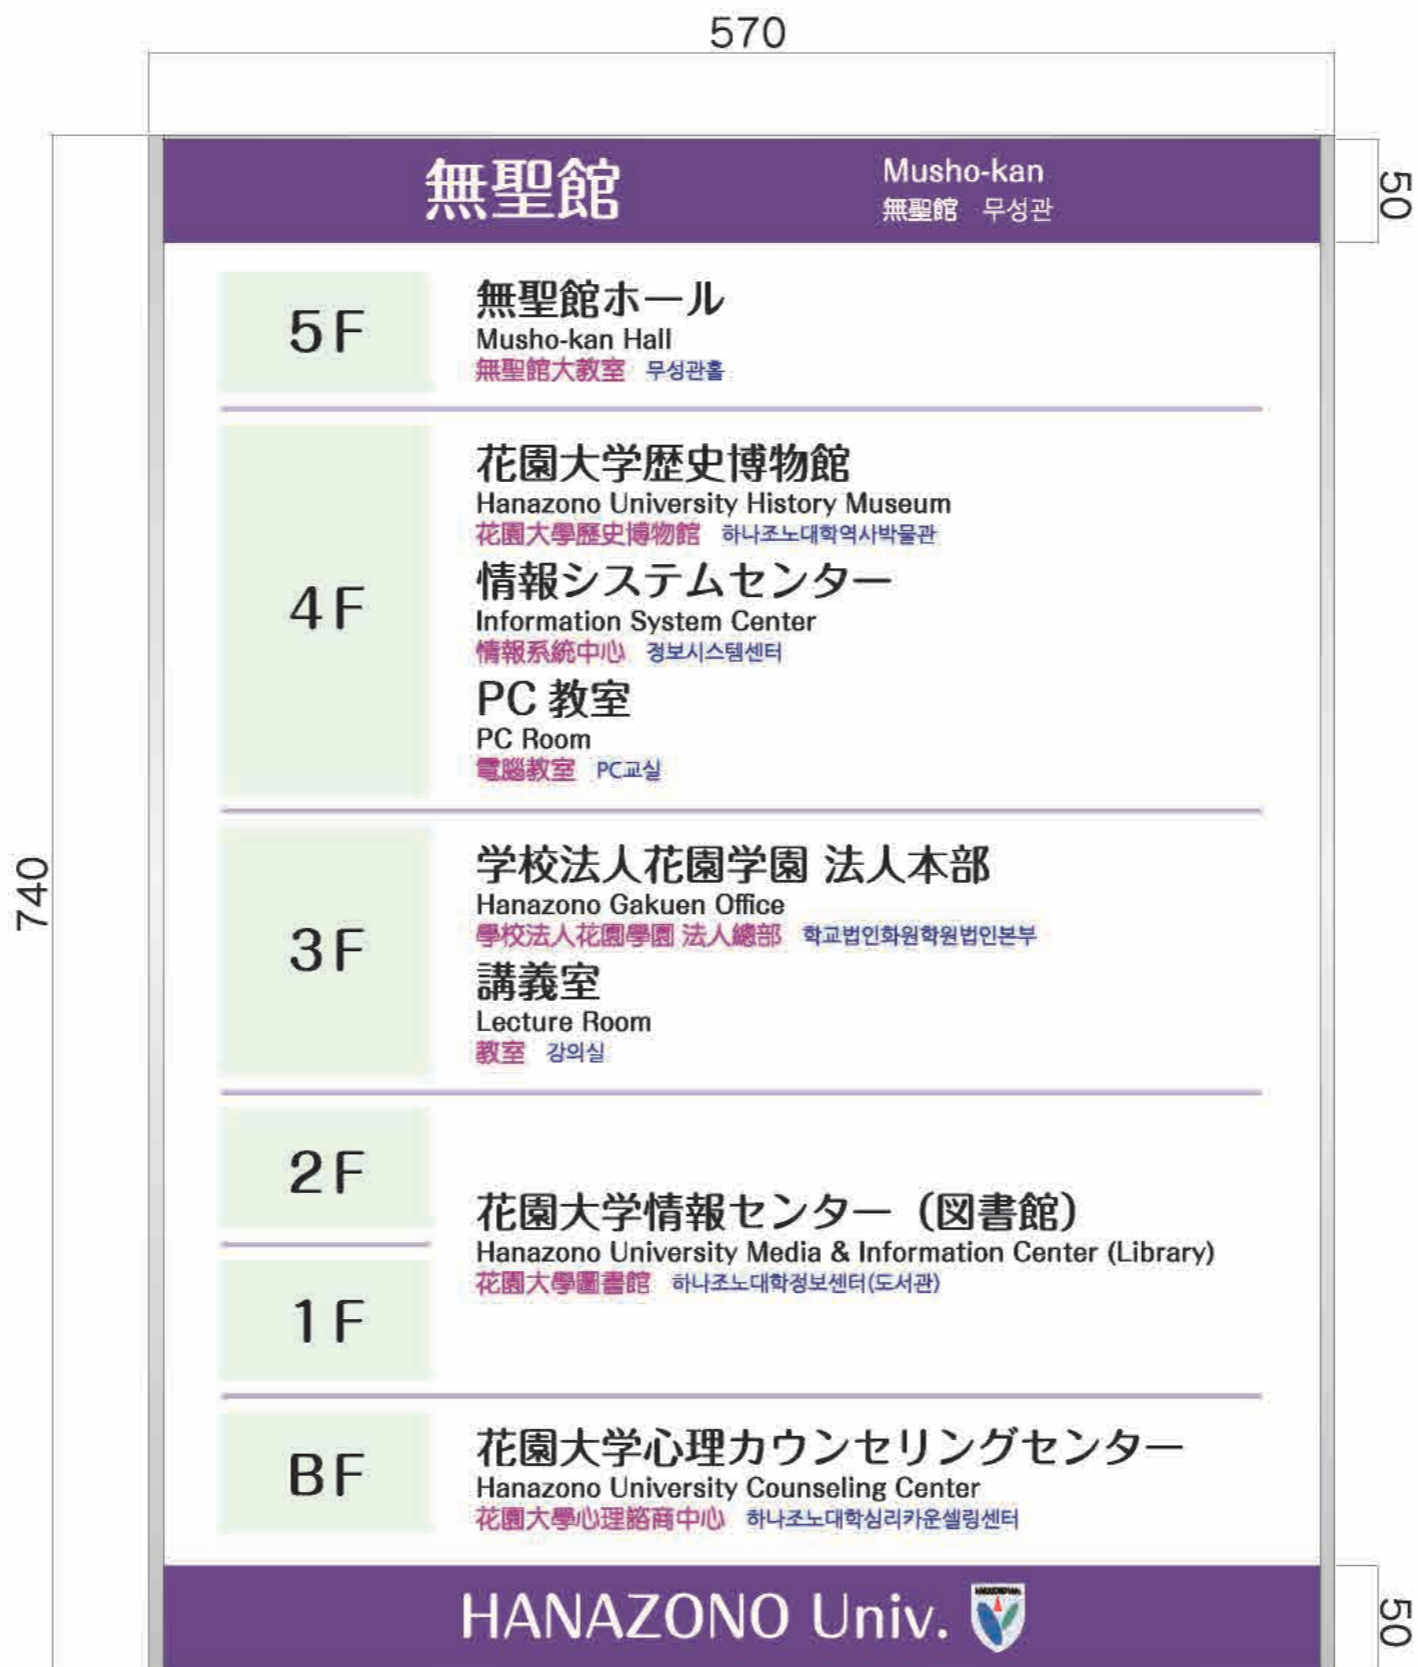 570
無聖館
Musho-kan
無聖館 무성관
50
5F
無聖館ホール
Musho-kan Hall
無聖館大教室 무성관홀
4F
花園大学歴史博物館
Hanazono University History Museum
花園大學歷史博物館 하나조노대학역사박물관
情報システムセンター
Information System Center
情報系統中心 정보시스템센터
PC 教室
PC Room
電腦教室 PC교실
740
3F
学校法人花園学園 法人本部
Hanazono Gakuen Office
學校法人花園學園 法人總部 학교법인화원학원법인본부
講義室
Lecture Room
教室 강의실
2F
1F
花園大学情報センター（図書館）
Hanazono University Media & Information Center (Library)
花園大學圖書館 하나조노대학정보센터(도서관)
BF
花園大学心理カウンセリングセンター
Hanazono University Counseling Center
花園大學心理諮商中心 하나조노대학심리카운셀링센터
HANAZONO Univ.
50